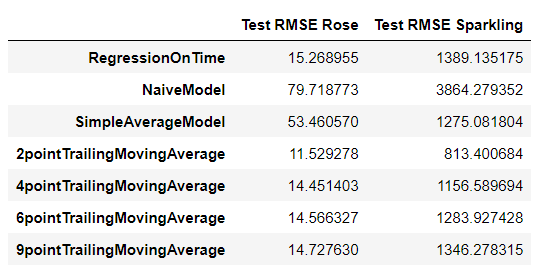 Test RMSE Rose Test RMSE Sparkling
RegressionOnTime 15.268955 1389.135175
NaiveModel 79.718773 3864.279352
SimpleAverageModel 53.460570 1275.081804
2pointTrailingMovingAverage 11.529278 813.400684
4pointTrailingMovingAverage 14.451403 1156.589694
6pointTrailingMovingAverage 14.566327 1283.927428
9pointTrailingMovingAverage 14.727630 1346.278315